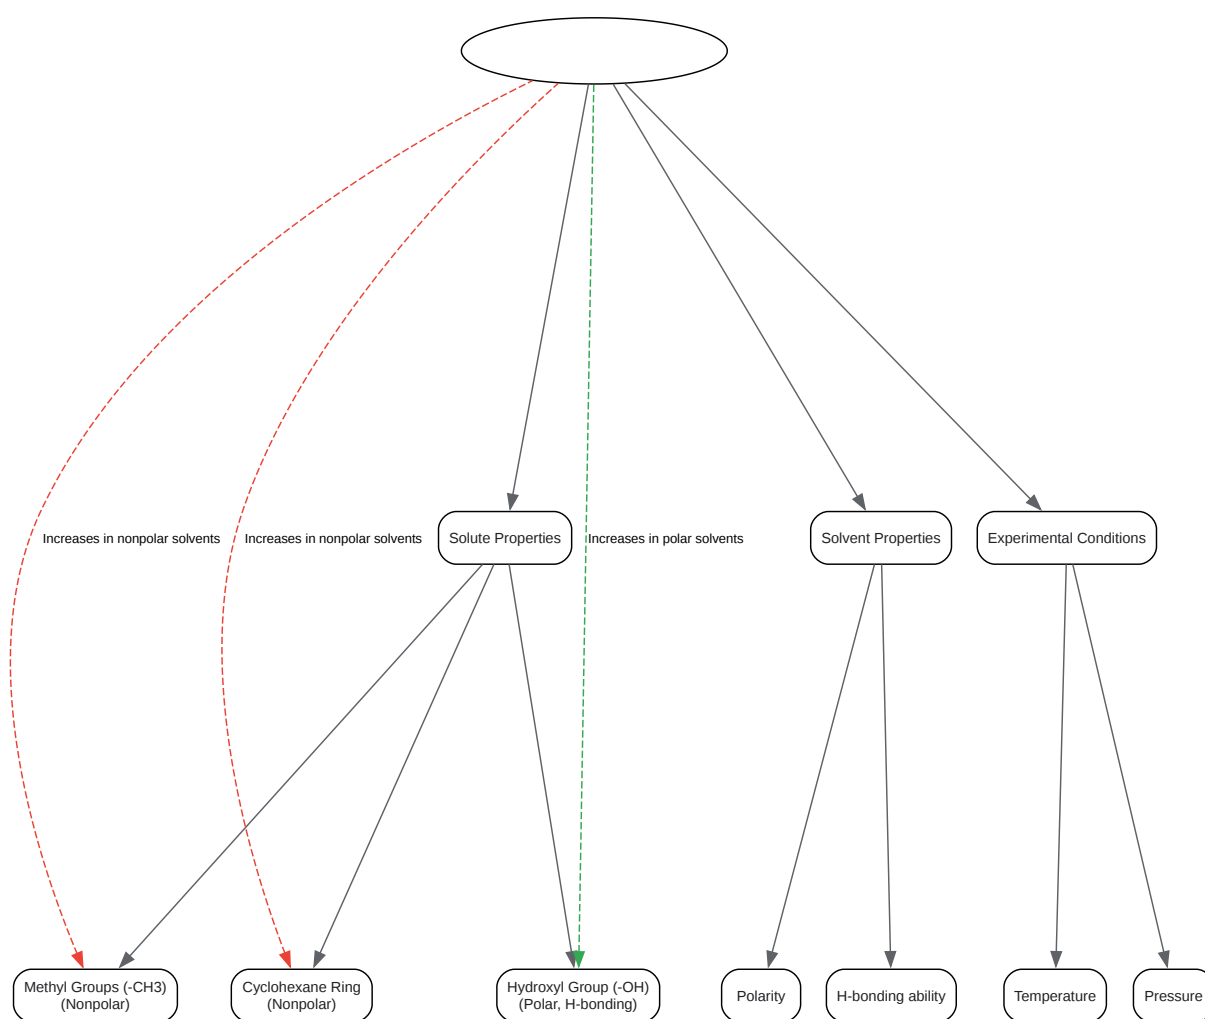 Increases in nonpolar solvents
Increases in nonpolar solvents
Solute Properties
Increases in polar solvents
Solvent Properties
Experimental Conditions
Methyl Groups (-CH3)
(Nonpolar)
Cyclohexane Ring
(Nonpolar)
Hydroxyl Group (-OH)
(Polar, H-bonding)
Polarity
H-bonding ability
Temperature
Pressure